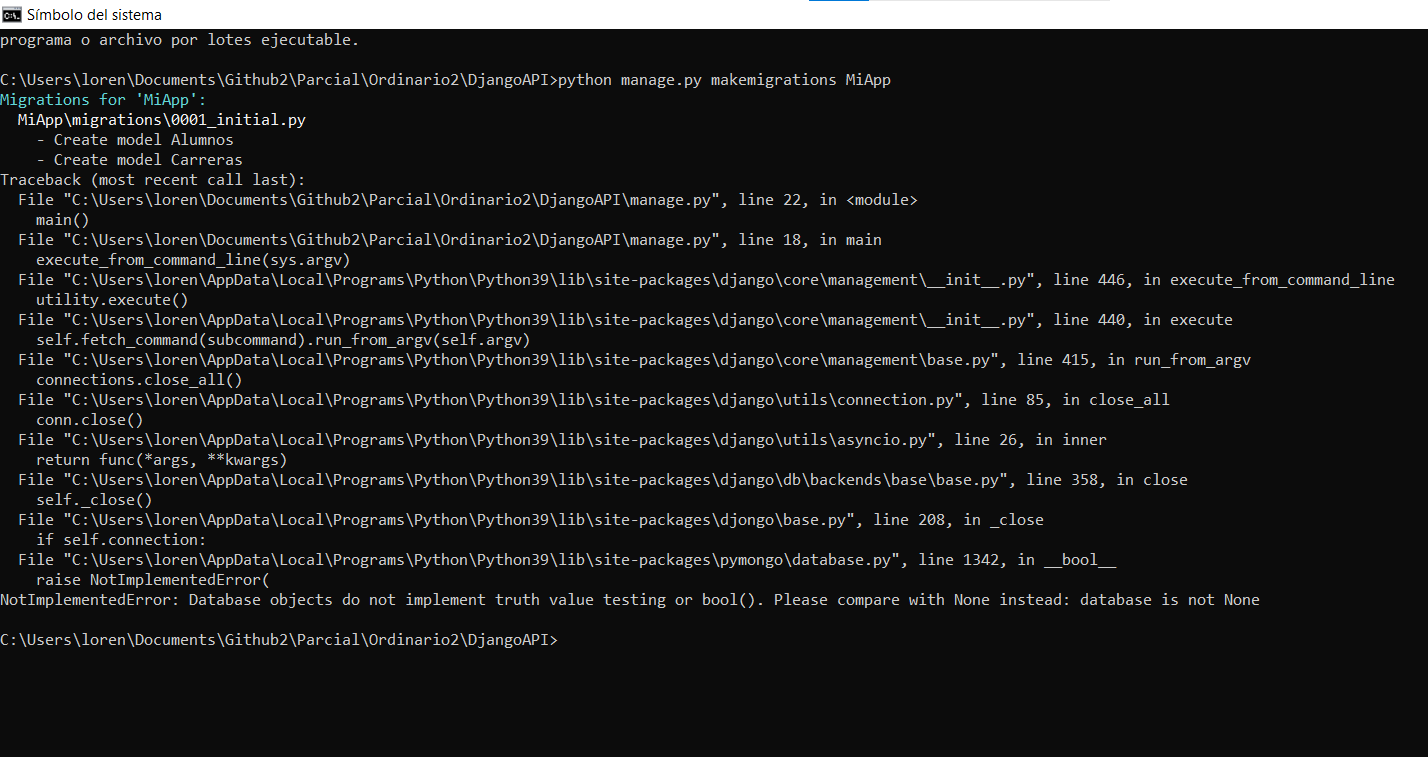 Símbolo del sistema
programa o archivo por lotes ejecutable.
C:\Users\loren\Documents\Github2\Parcial\Ordinario2\DjangoAPI>python manage.py makemigrations MiApp
Migrations for 'MiApp':
  MiApp\migrations\0001_initial.py
    - Create model Alumnos
    - Create model Carreras
Traceback (most recent call last):
  File "C:\Users\loren\Documents\Github2\Parcial\Ordinario2\DjangoAPI\manage.py", line 22, in <module>
    main()
  File "C:\Users\loren\Documents\Github2\Parcial\Ordinario2\DjangoAPI\manage.py", line 18, in main
    execute_from_command_line(sys.argv)
  File "C:\Users\loren\AppData\Local\Programs\Python\Python39\lib\site-packages\django\core\management\__init__.py", line 446, in execute_from_command_line
    utility.execute()
  File "C:\Users\loren\AppData\Local\Programs\Python\Python39\lib\site-packages\django\core\management\__init__.py", line 440, in execute
    self.fetch_command(subcommand).run_from_argv(self.argv)
  File "C:\Users\loren\AppData\Local\Programs\Python\Python39\lib\site-packages\django\core\management\base.py", line 415, in run_from_argv
    connections.close_all()
  File "C:\Users\loren\AppData\Local\Programs\Python\Python39\lib\site-packages\django\utils\connection.py", line 85, in close_all
    conn.close()
  File "C:\Users\loren\AppData\Local\Programs\Python\Python39\lib\site-packages\django\utils\asyncio.py", line 26, in inner
    return func(*args, **kwargs)
  File "C:\Users\loren\AppData\Local\Programs\Python\Python39\lib\site-packages\django\db\backends\base\base.py", line 358, in close
    self._close()
  File "C:\Users\loren\AppData\Local\Programs\Python\Python39\lib\site-packages\djongo\base.py", line 208, in _close
    if self.connection:
  File "C:\Users\loren\AppData\Local\Programs\Python\Python39\lib\site-packages\pymongo\database.py", line 1342, in __bool__
    raise NotImplementedError(
NotImplementedError: Database objects do not implement truth value testing or bool(). Please compare with None instead: database is not None
C:\Users\loren\Documents\Github2\Parcial\Ordinario2\DjangoAPI>